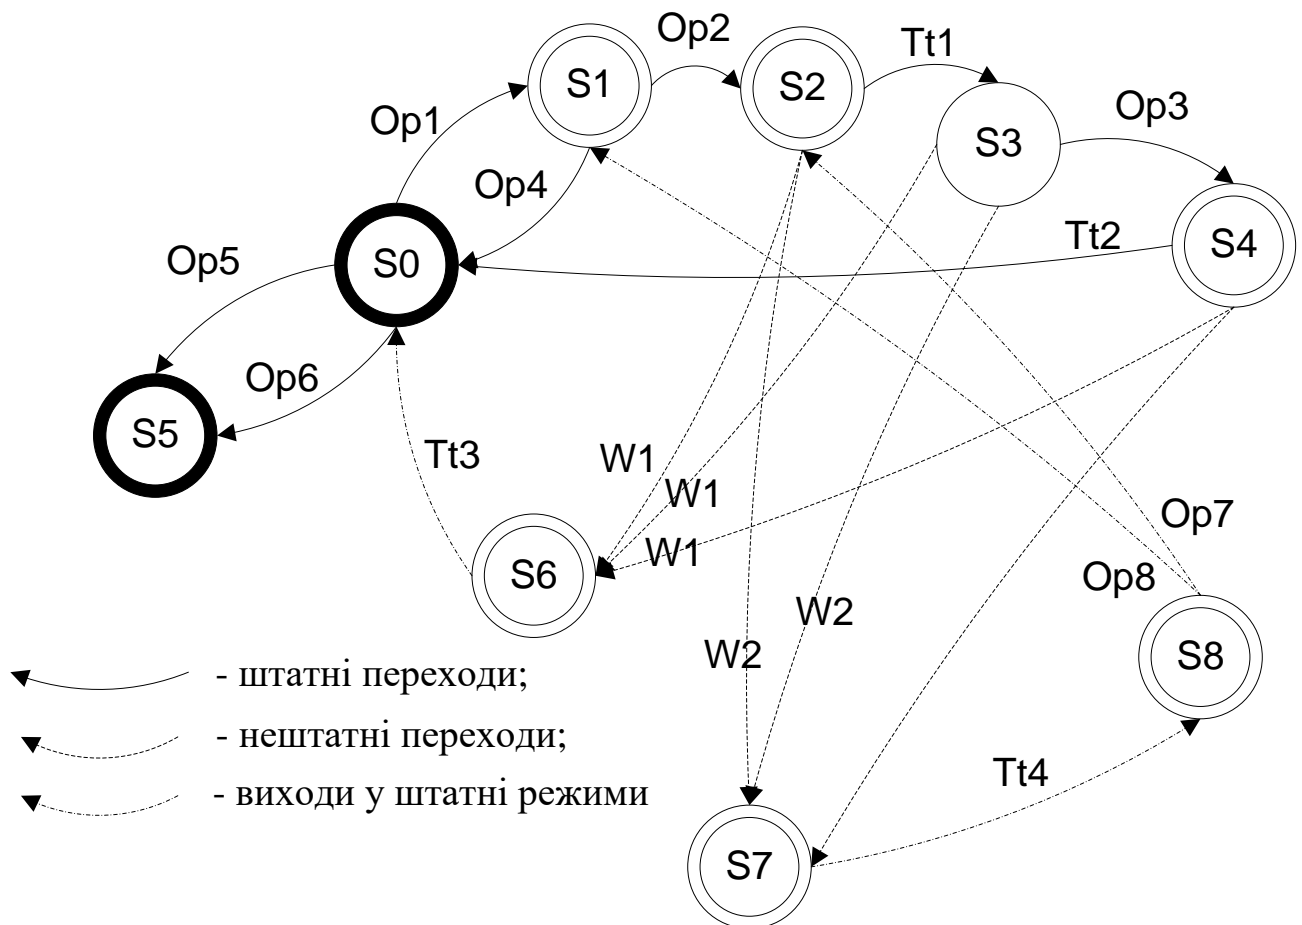 Op2
Tt1
S1
S2
Op3
Op1
S3
Op4
Tt2
S4
Op5
S0
Op6
S5
Tt3
W1
W1
Op7
W1
S6
Op8
W2
W2
S8
- штатні переходи;
- нештатні переходи;
Tt4
- виходи у штатні режими
S7